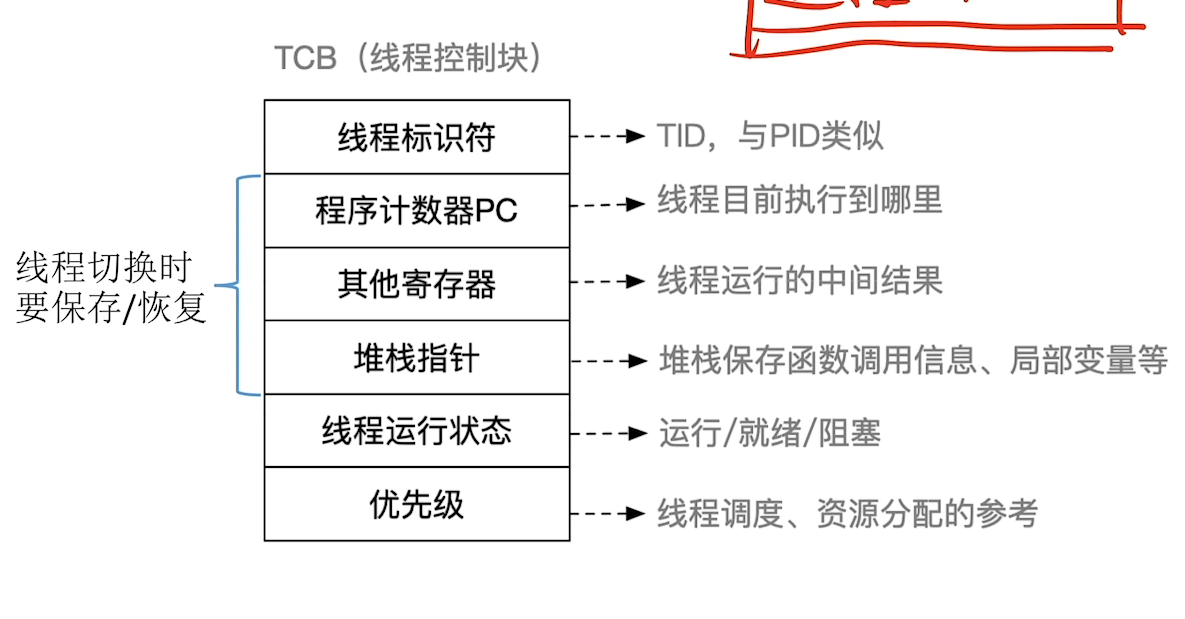 TCB（线程控制块）
线程标识符
TID，与PID类似
程序计数器PC
线程目前执行到哪里
线程切换时
要保存/恢复
其他寄存器
线程运行的中间结果
堆栈指针
堆栈保存函数调用信息、局部变量等
线程运行状态
运行/就绪/阻塞
优先级
线程调度、资源分配的参考